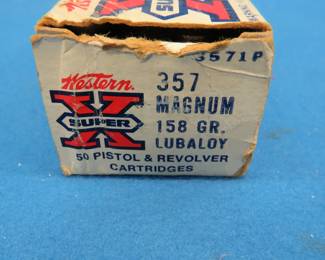 3571P
Western
SUPER X
357
MAGNUM
158 GR.
LUBALOY
50 PISTOL & REVOLVER
CARTRIDGES